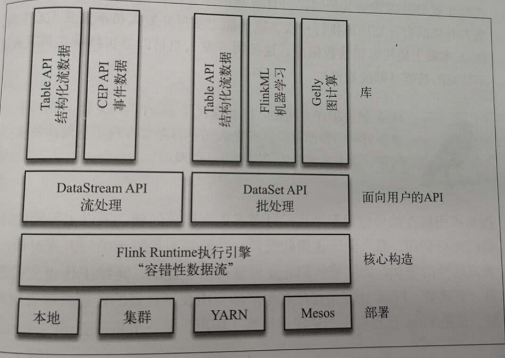 Table API
结构化流数据
CEP API
事件数据
Table API
结构化流数据
FlinkML
机器学习
Gelly
图计算
库
DataStream API
流处理
DataSet API
批处理
面向用户的API
Flink Runtime执行引擎
“容错性数据流”
核心构造
本地
集群
YARN
Mesos
部署